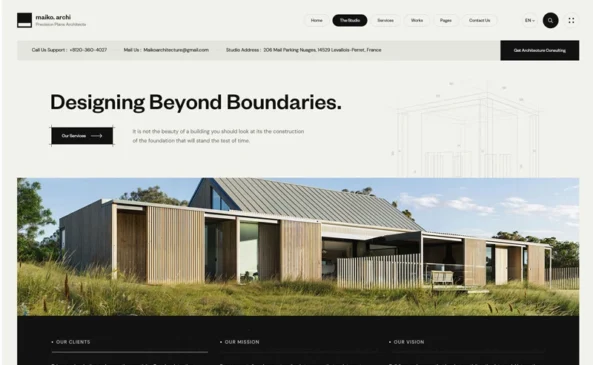 maiko. archi
Precision Plans Architects
Home
The Studio
Services
Works
Pages
Contact Us
EN
Call Us Support : +8120-360-4027
Mail Us : Maikoarchitecture@gmail.com
Studio Address : 206 Mail Parking Nuages, 14529 Levallois-Perret, France
Get Architecture Consulting
Designing Beyond Boundaries.
Our Services
It is not the beauty of a building you should look at its the construction
of the foundation that will stand the test of time.
• OUR CLIENTS
• OUR MISSION
• OUR VISION